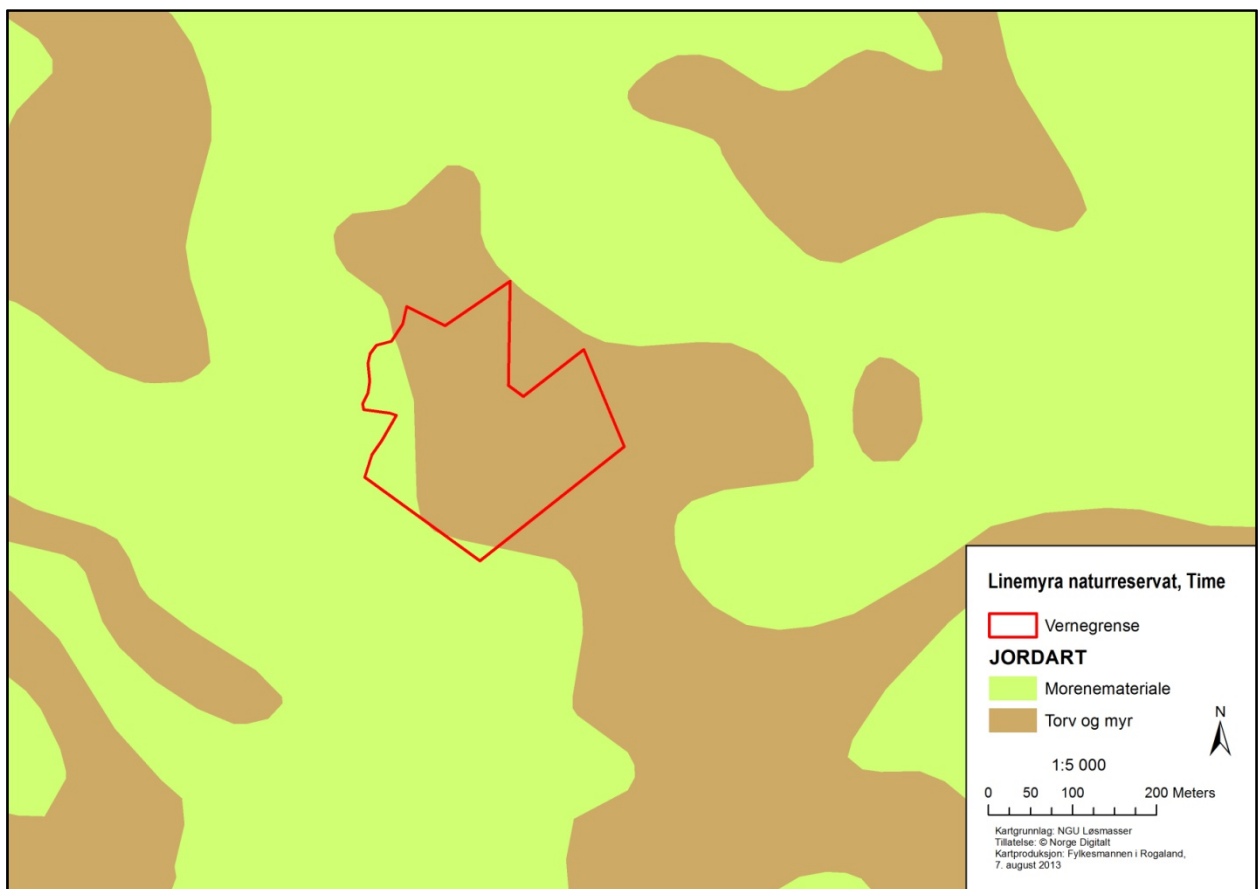 Linemyra naturreservat, Time
Vernegrense
JORDART
Morenemateriale
Torv og myr
N
1:5 000
0 50 100 200 Meters
Kartgrunnlag: NGU Løsmasser
Tillatelse: © Norge Digitalt
Kartproduksjon: Fylkesmannen i Rogaland,
7. august 2013